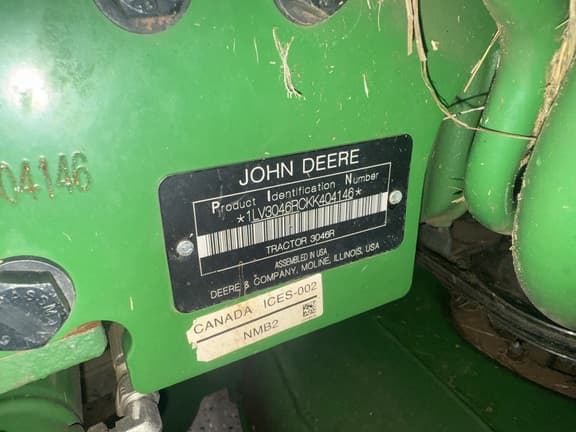 04146
JOHN DEERE
Product Identification Number
*1LV3046RCKK404146*
TRACTOR 3046R
ASSEMBLED IN USA
DEERE & COMPANY, MOLINE, ILLINOIS, USA
CANADA ICES-002
NMB2